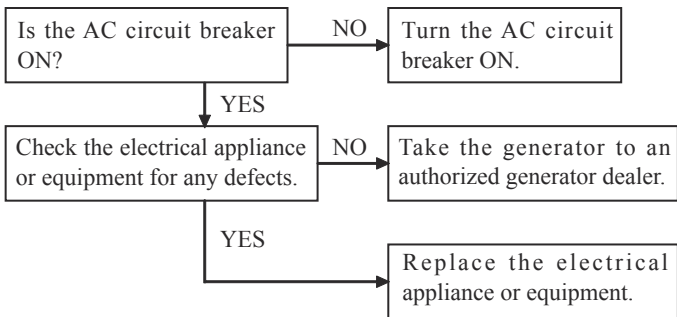 Is the AC circuit breaker
ON?
NO
Turn the AC circuit
breaker ON.
YES
Check the electrical appliance
or equipment for any defects.
NO
Take the generator to an
authorized generator dealer.
YES
Replace the electrical
appliance or equipment.